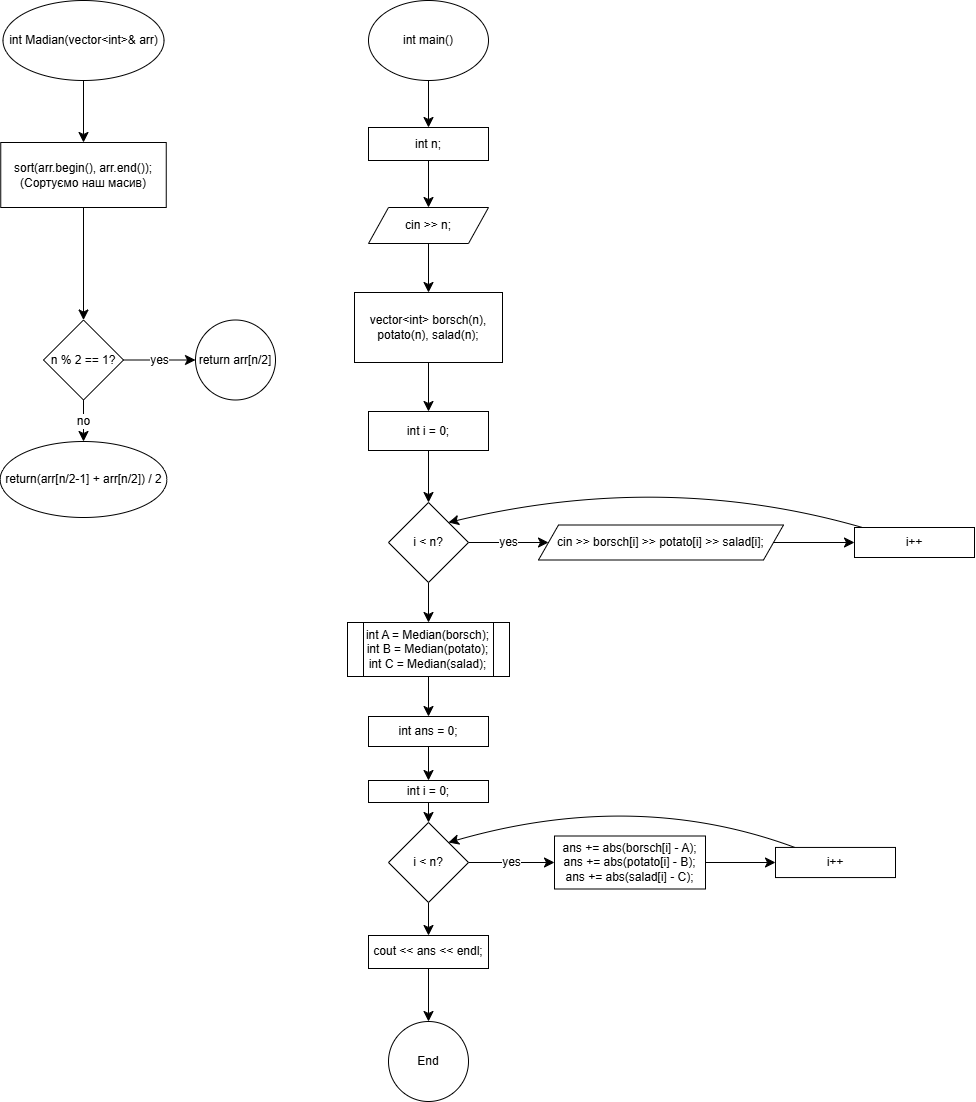 int Madian(vector<int>& arr)
sort(arr.begin(), arr.end());
(Сортуємо наш масив)
n % 2 == 1?
yes
return arr[n/2]
no
return(arr[n/2-1] + arr[n/2]) / 2
int main()
int n;
cin >> n;
vector<int> borsch(n),
potato(n), salad(n);
int i = 0;
i < n?
yes
cin >> borsch[i] >> potato[i] >> salad[i];
i++
int A = Median(borsch);
int B = Median(potato);
int C = Median(salad);
int ans = 0;
int i = 0;
i < n?
yes
ans += abs(borsch[i] - A);
ans += abs(potato[i] - B);
ans += abs(salad[i] - C);
i++
cout << ans << endl;
End